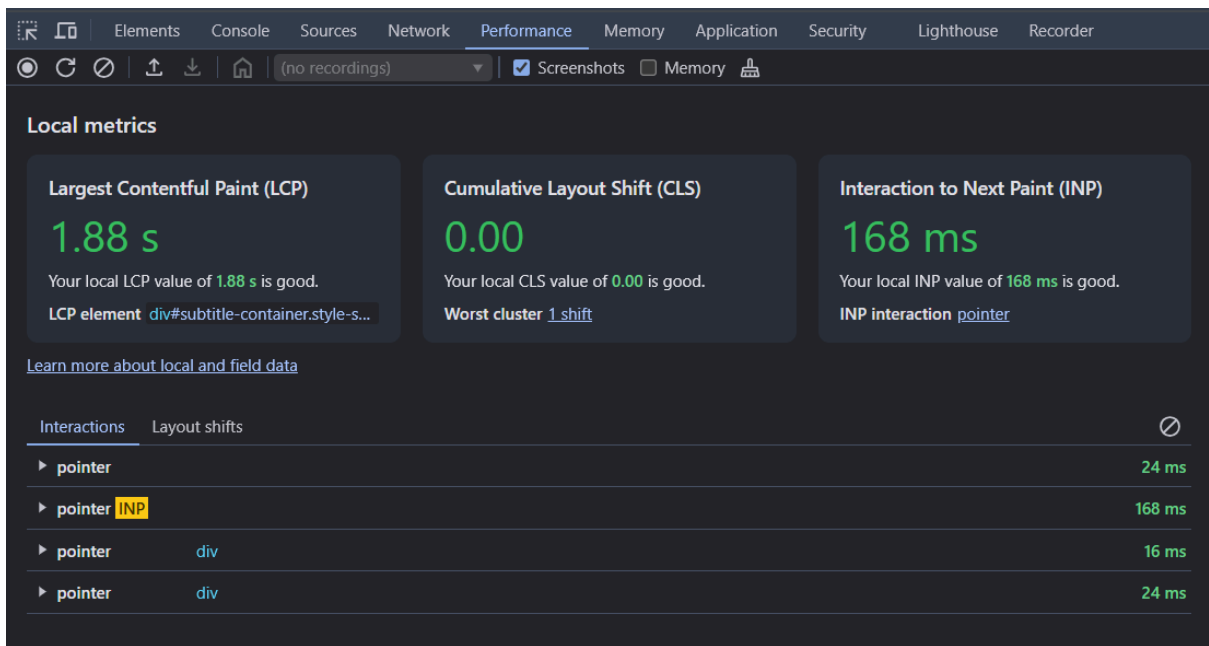 Elements Console Sources Network Performance Memory Application Security Lighthouse Recorder
(no recordings) Screenshots Memory
Local metrics
Largest Contentful Paint (LCP)
1.88 s
Your local LCP value of 1.88 s is good.
LCP element div#subtitle-container.style-s...
Cumulative Layout Shift (CLS)
0.00
Your local CLS value of 0.00 is good.
Worst cluster 1 shift
Interaction to Next Paint (INP)
168 ms
Your local INP value of 168 ms is good.
INP interaction pointer
Learn more about local and field data
Interactions Layout shifts
pointer 24 ms
pointer INP 168 ms
pointer div 16 ms
pointer div 24 ms